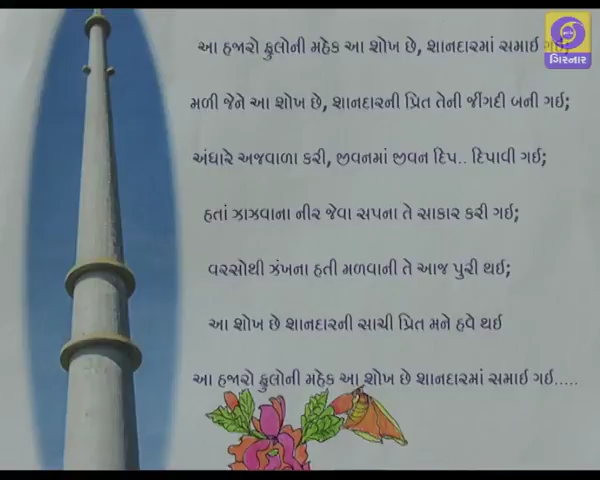 આ હજારો ફુલોની મહેક આ શોખ છે, શાનદારમાં સમાઈ ગઈ;
ગિરનાર
મળી જેને આ શોખ છે, શાનદારની પ્રિત તેની જીંગદી બની ગઈ;
અંધારે અજવાળા કરી, જીવનમાં જીવન દિપ.. દિપાવી ગઈ;
હતાં ઝાઝવાના નીર જેવા સપના તે સાકાર કરી ગઈ;
વરસોથી ઝંખના હતી મળવાની તે આજ પુરી થઈ;
આ શોખ છે શાનદારની સાચી પ્રિત મને હવે થઈ
આ હજારો ફુલોની મહેક આ શોખ છે શાનદારમાં સમાઈ ગઈ.....